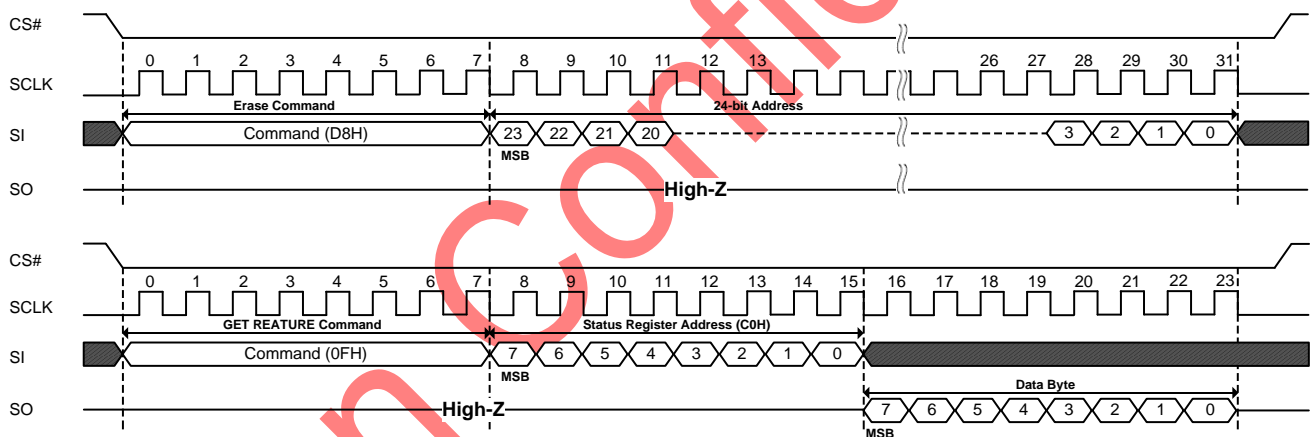 CS#
0 1 2 3 4 5 6 7 8 9 10 11 12 13 26 27 28 29 30 31
SCLK
Erase Command 24-bit Address
SI Command (D8H) 23 22 21 20 3 2 1 0
MSB
SO High-Z
CS#
0 1 2 3 4 5 6 7 8 9 10 11 12 13 14 15 16 17 18 19 20 21 22 23
SCLK
GET REATURE Command Status Register Address (C0H)
SI Command (0FH) 7 6 5 4 3 2 1 0
MSB
Data Byte
SO High-Z 7 6 5 4 3 2 1 0
MSB